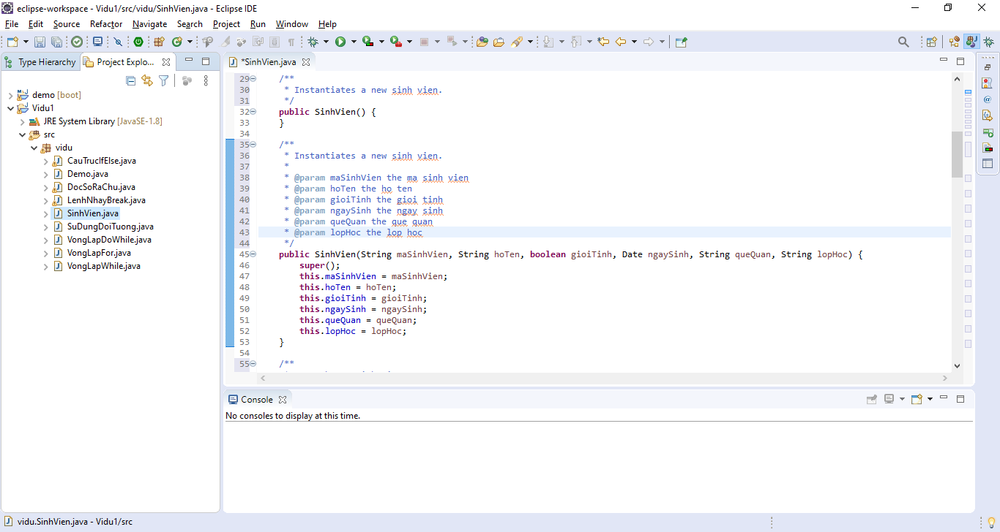 eclipse-workspace - Vidu1/src/vidu/SinhVien.java - Eclipse IDE
File Edit Source Refactor Navigate Search Project Run Window Help
Type Hierarchy Project Explo...
demo [boot]
Vidu1
JRE System Library [JavaSE-1.8]
src
vidu
CauTrucIfElse.java
Demo.java
DocSoRaChu.java
LenhNhayBreak.java
SinhVien.java
SuDungDoiTuong.java
VongLapDoWhile.java
VongLapFor.java
VongLapWhile.java
*SinhVien.java
29 /**
30 * Instantiates a new sinh vien.
31 */
32 public SinhVien() {
33 }
34
35 /**
36 * Instantiates a new sinh vien.
37 *
38 * @param maSinhVien the ma sinh vien
39 * @param hoTen the ho ten
40 * @param gioiTinh the gioi tinh
41 * @param ngaySinh the ngay sinh
42 * @param queQuan the que quan
43 * @param lopHoc the lop hoc
44 */
45 public SinhVien(String maSinhVien, String hoTen, boolean gioiTinh, Date ngaySinh, String queQuan, String lopHoc) {
46 super();
47 this.maSinhVien = maSinhVien;
48 this.hoTen = hoTen;
49 this.gioiTinh = gioiTinh;
50 this.ngaySinh = ngaySinh;
51 this.queQuan = queQuan;
52 this.lopHoc = lopHoc;
53 }
54
55 /**
Console
No consoles to display at this time.
vidu.SinhVien.java - Vidu1/src